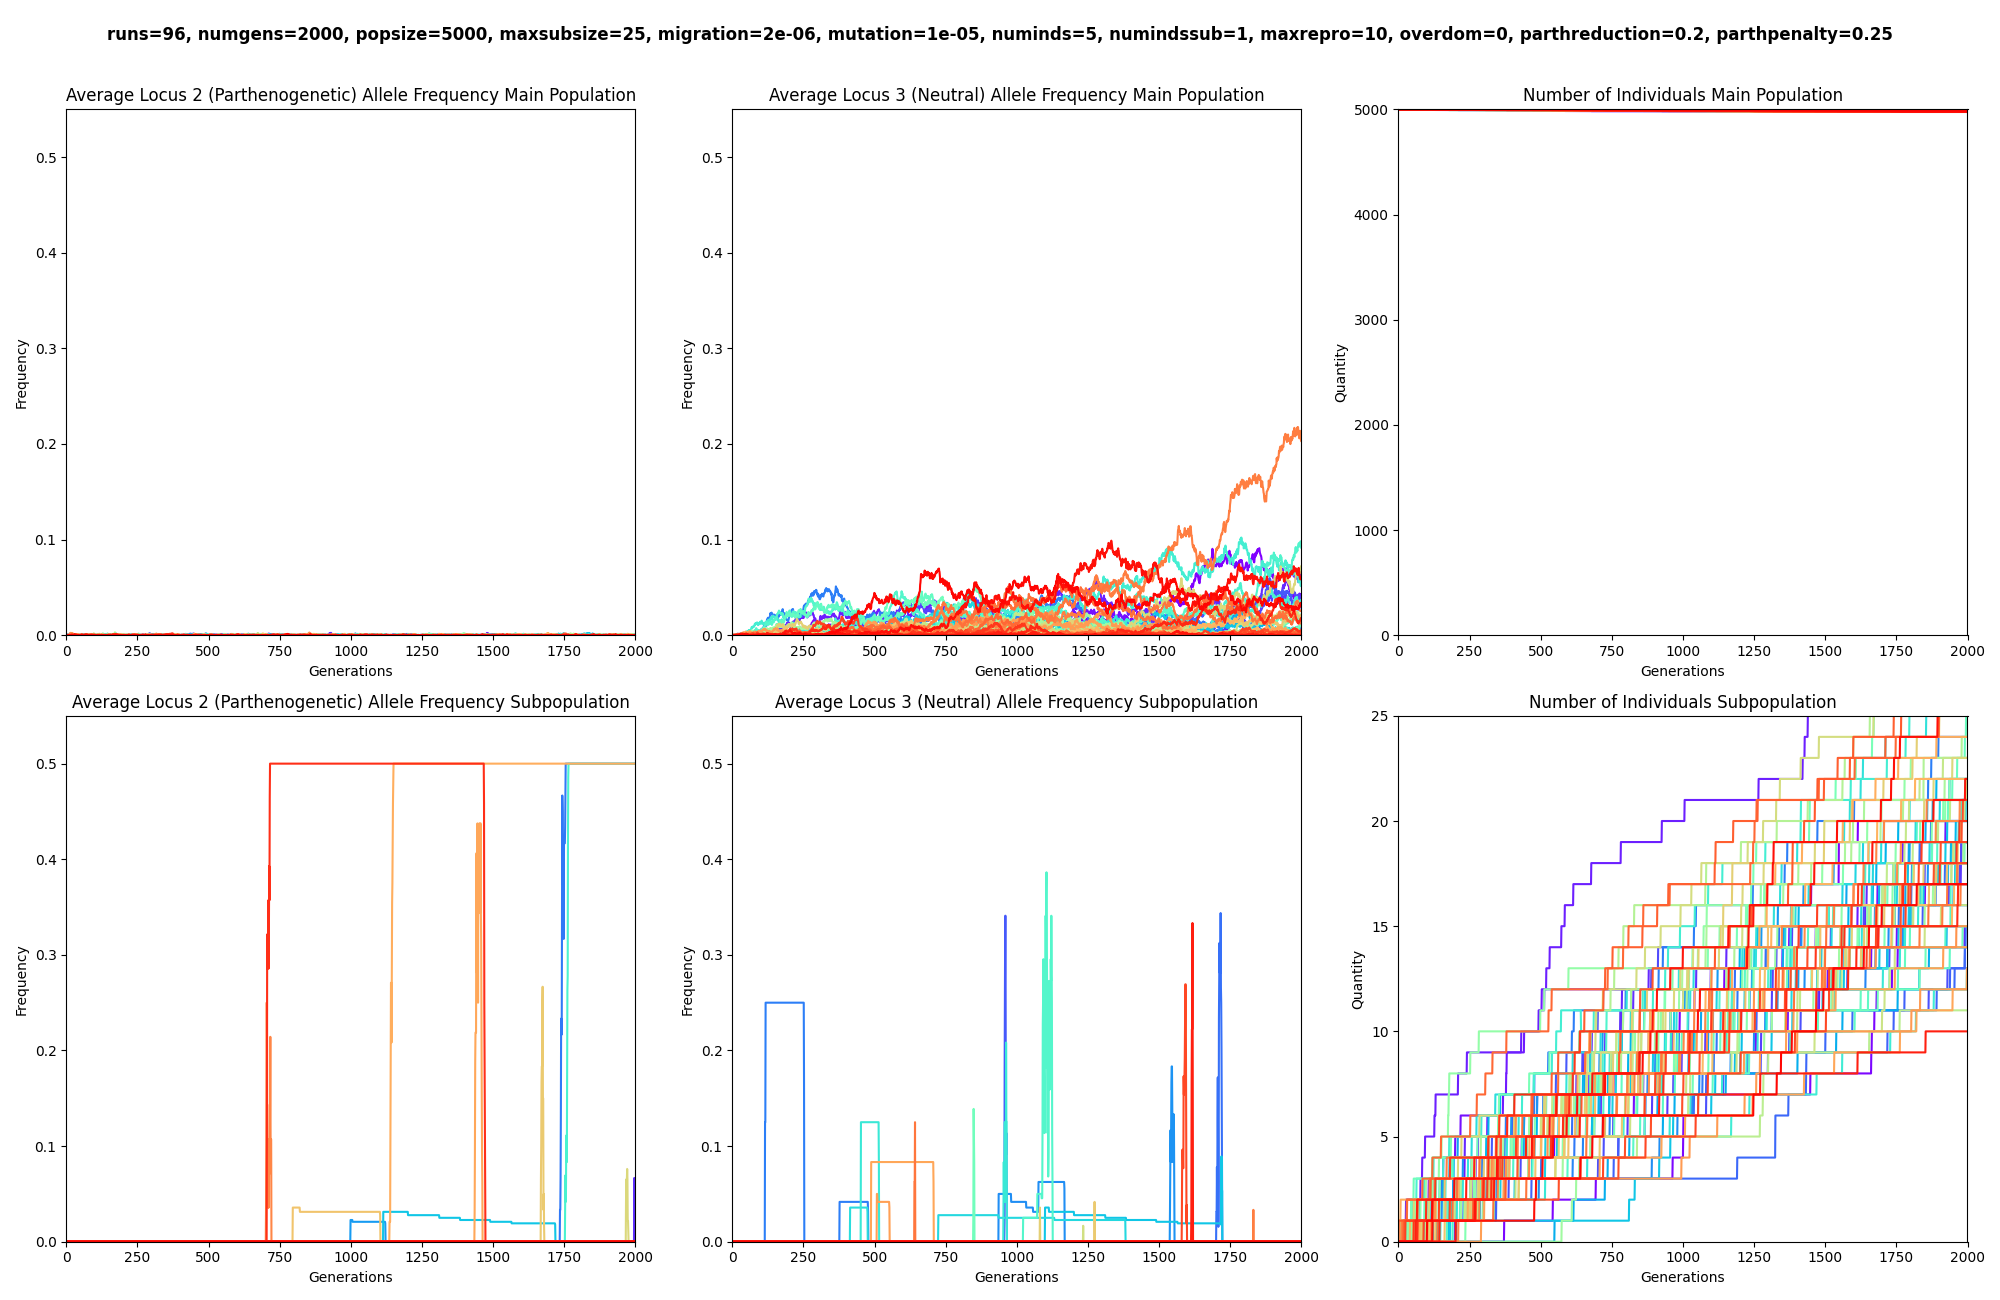 runs=96, numgens=2000, popsize=5000, maxsubsize=25, migration=2e-06, mutation=1e-05, numinds=5, numindssub=1, maxrepro=10, overdom=0, parthreduction=0.2, parthpenalty=0.25
Average Locus 2 (Parthenogenetic) Allele Frequency Main Population
Frequency
0.5
0.4
0.3
0.2
0.1
0.0
0 250 500 750 1000 1250 1500 1750 2000
Generations
Average Locus 3 (Neutral) Allele Frequency Main Population
Frequency
0.5
0.4
0.3
0.2
0.1
0.0
0 250 500 750 1000 1250 1500 1750 2000
Generations
Number of Individuals Main Population
Quantity
5000
4000
3000
2000
1000
0
0 250 500 750 1000 1250 1500 1750 2000
Generations
Average Locus 2 (Parthenogenetic) Allele Frequency Subpopulation
Frequency
0.5
0.4
0.3
0.2
0.1
0.0
0 250 500 750 1000 1250 1500 1750 2000
Generations
Average Locus 3 (Neutral) Allele Frequency Subpopulation
Frequency
0.5
0.4
0.3
0.2
0.1
0.0
0 250 500 750 1000 1250 1500 1750 2000
Generations
Number of Individuals Subpopulation
Quantity
25
20
15
10
5
0
0 250 500 750 1000 1250 1500 1750 2000
Generations